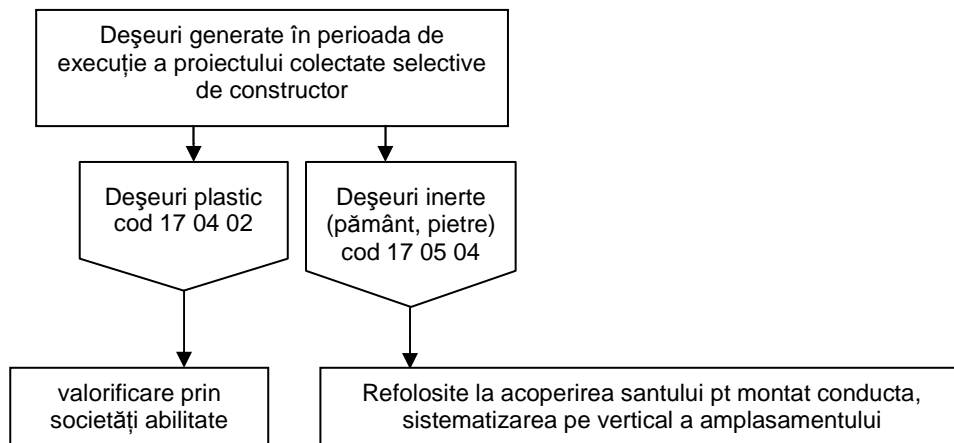 Deşeuri generate în perioada de
execuție a proiectului colectate selective
de constructor
Deşeuri plastic
cod 17 04 02
Deşeuri inerte
(pământ, pietre)
cod 17 05 04
valorificare prin
societăți abilitate
Refolosite la acoperirea santului pt montat conducta,
sistematizarea pe vertical a amplasamentului